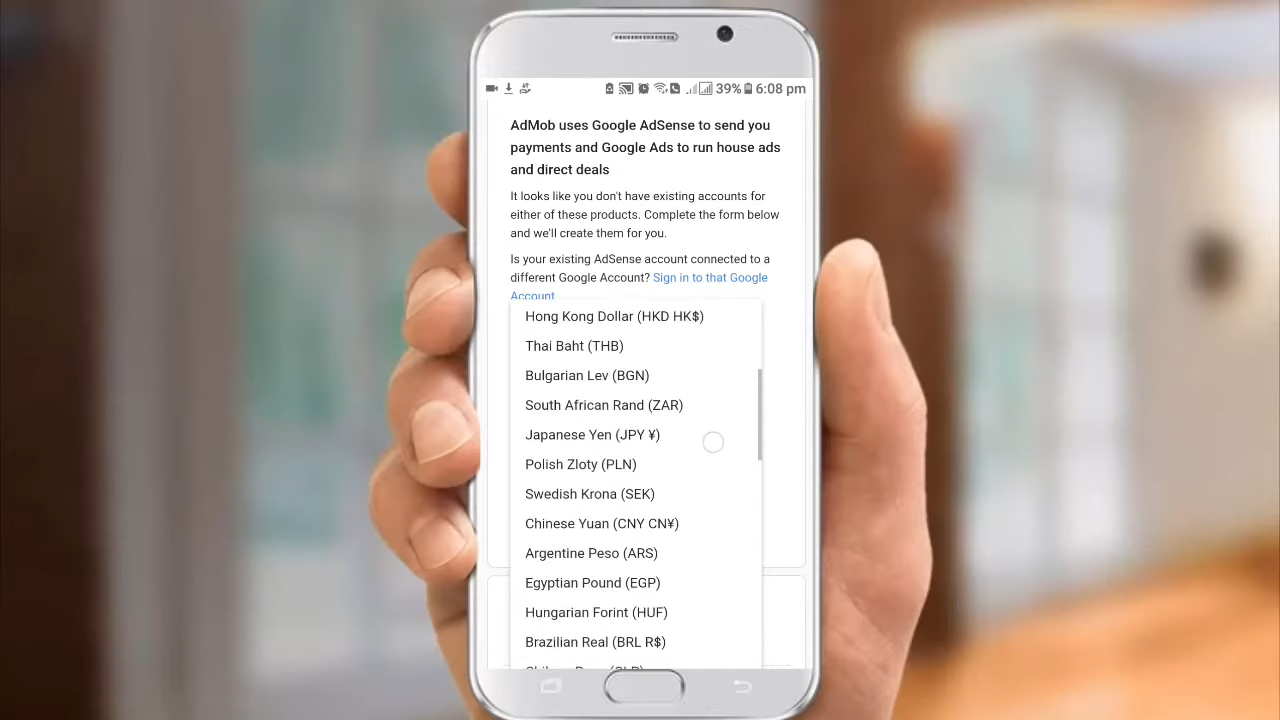 39% 6:08 pm
AdMob uses Google AdSense to send you
payments and Google Ads to run house ads
and direct deals
It looks like you don't have existing accounts for
either of these products. Complete the form below
and we'll create them for you.
Is your existing AdSense account connected to a
different Google Account? Sign in to that Google
Account
Hong Kong Dollar (HKD HK$)
Thai Baht (THB)
Bulgarian Lev (BGN)
South African Rand (ZAR)
Japanese Yen (JPY ¥)
Polish Zloty (PLN)
Swedish Krona (SEK)
Chinese Yuan (CNY CN¥)
Argentine Peso (ARS)
Egyptian Pound (EGP)
Hungarian Forint (HUF)
Brazilian Real (BRL R$)